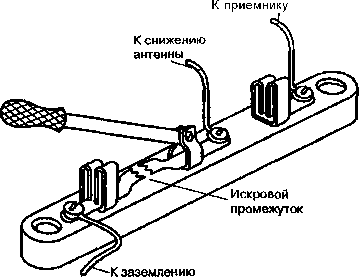 К приемнику
К снижению
антенны
Искровой
промежуток
К заземлению